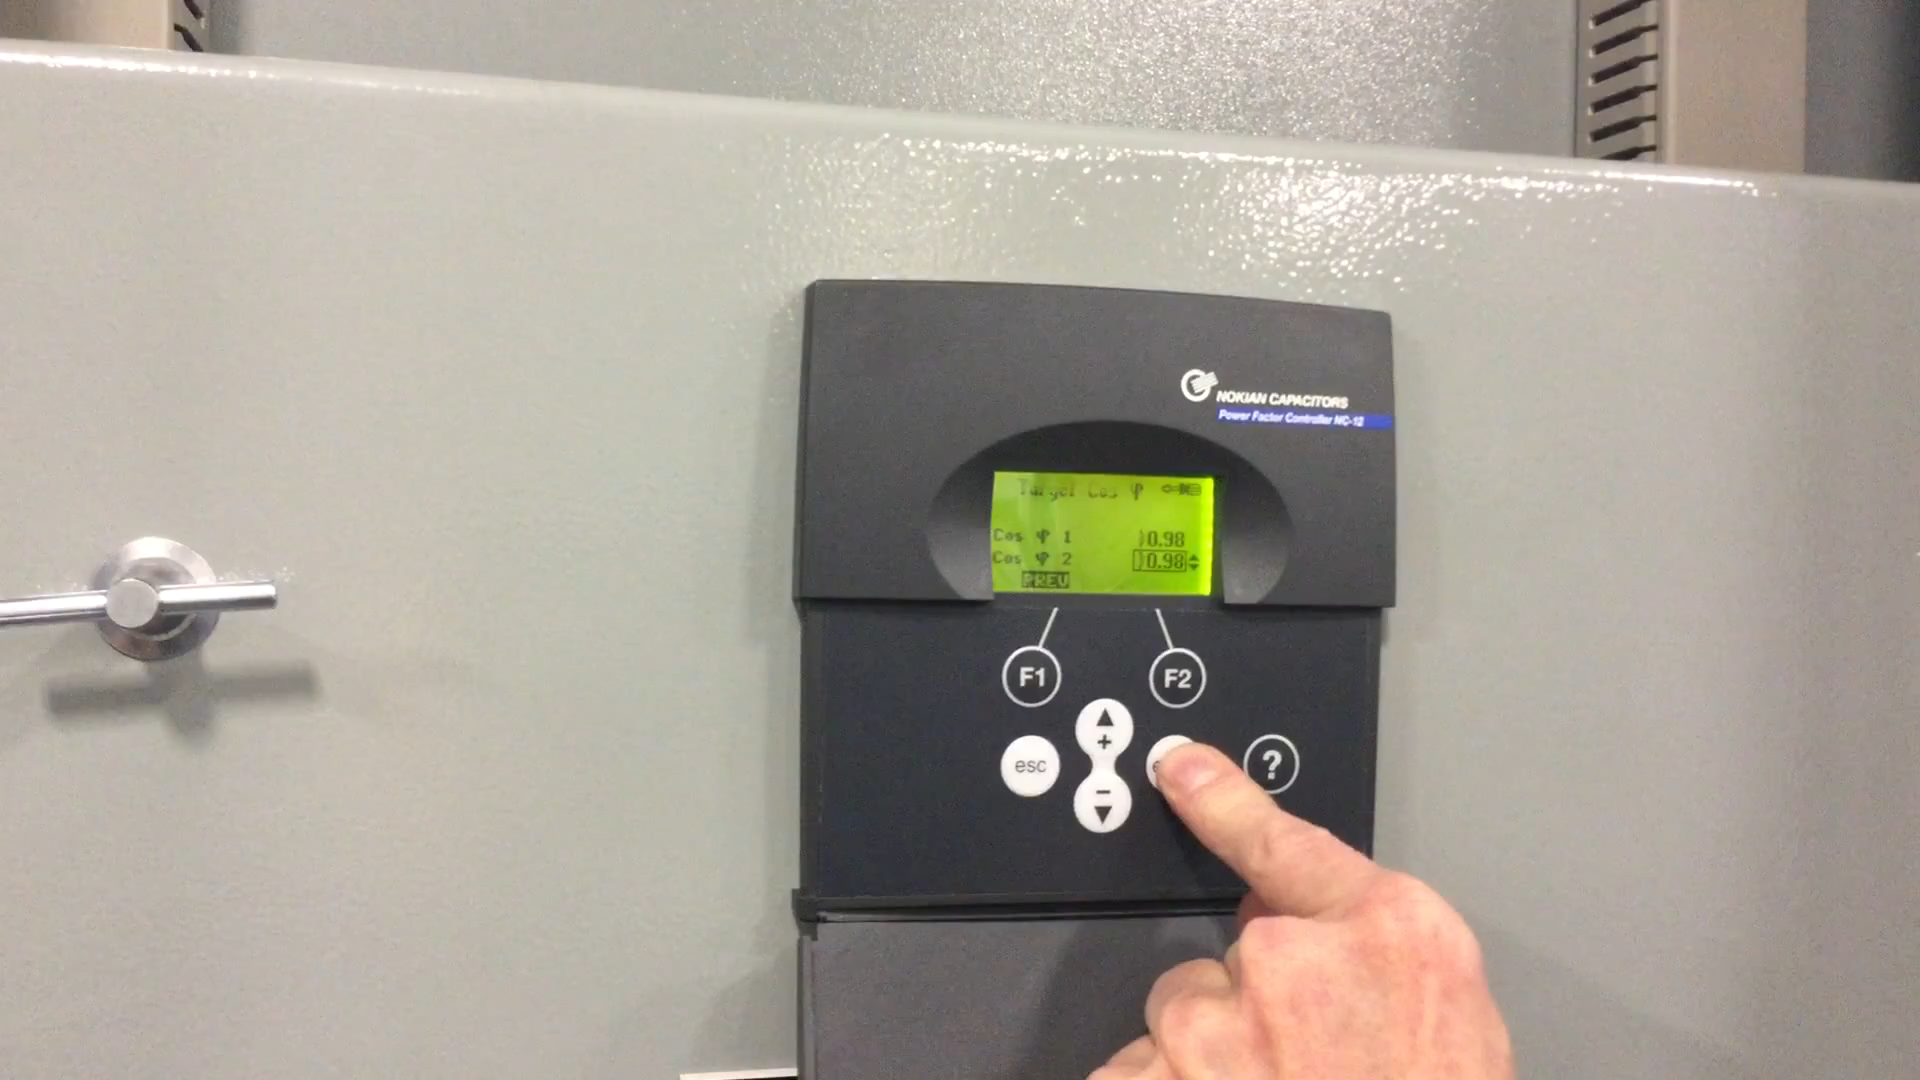 NOKIAN CAPACITORS
Power Factor Controller NC-12
Target Cos φ
Cos φ 1 )0.98
Cos φ 2 )0.98
PREV
F1 F2
+
esc
?
−